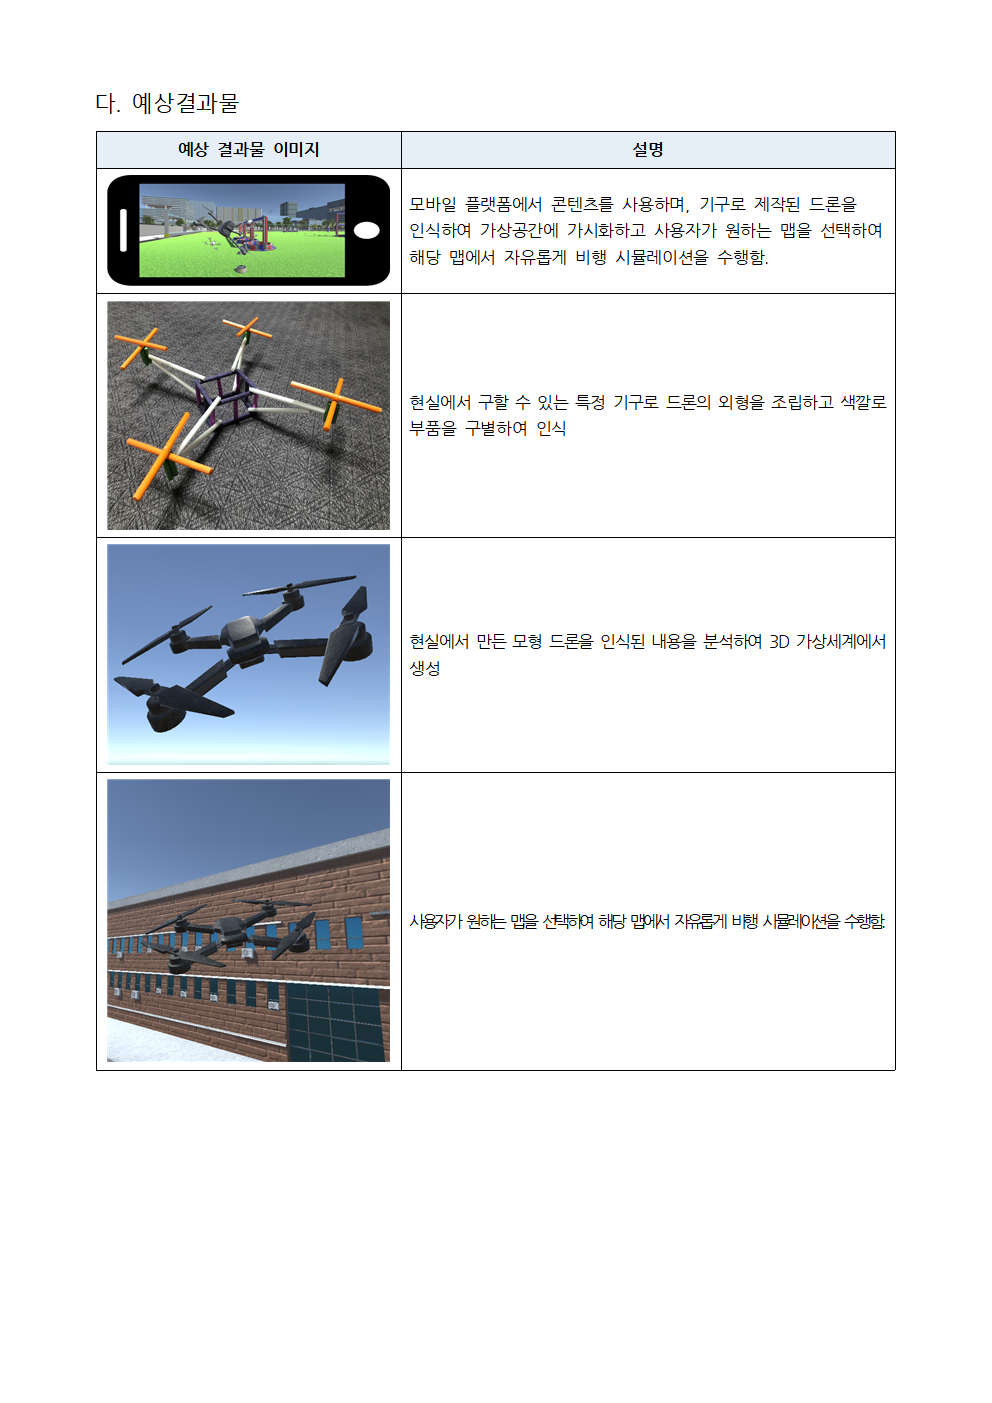 다. 예상결과물
예상 결과물 이미지
설명
모바일 플랫폼에서 콘텐츠를 사용하며, 기구로 제작된 드론을
인식하여 가상공간에 가시화하고 사용자가 원하는 맵을 선택하여
해당 맵에서 자유롭게 비행 시뮬레이션을 수행함.
현실에서 구할 수 있는 특정 기구로 드론의 외형을 조립하고 색깔로
부품을 구별하여 인식
현실에서 만든 모형 드론을 인식된 내용을 분석하여 3D 가상세계에서
생성
사용자가 원하는 맵을 선택하여 해당 맵에서 자유롭게 비행 시뮬레이션을 수행함.